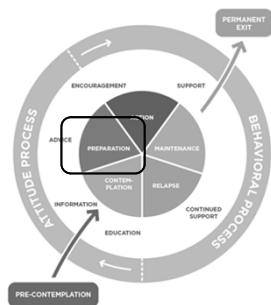 PERMANENT
EXIT
ENCOURAGEMENT
SUPPORT
ACTION
ADVICE
PREPARATION
MAINTENANCE
CONTEM-
PLATION
RELAPSE
INFORMATION
CONTINUED
SUPPORT
EDUCATION
ATTITUDE PROCESS
BEHAVIORAL PROCESS
PRE-CONTEMPLATION